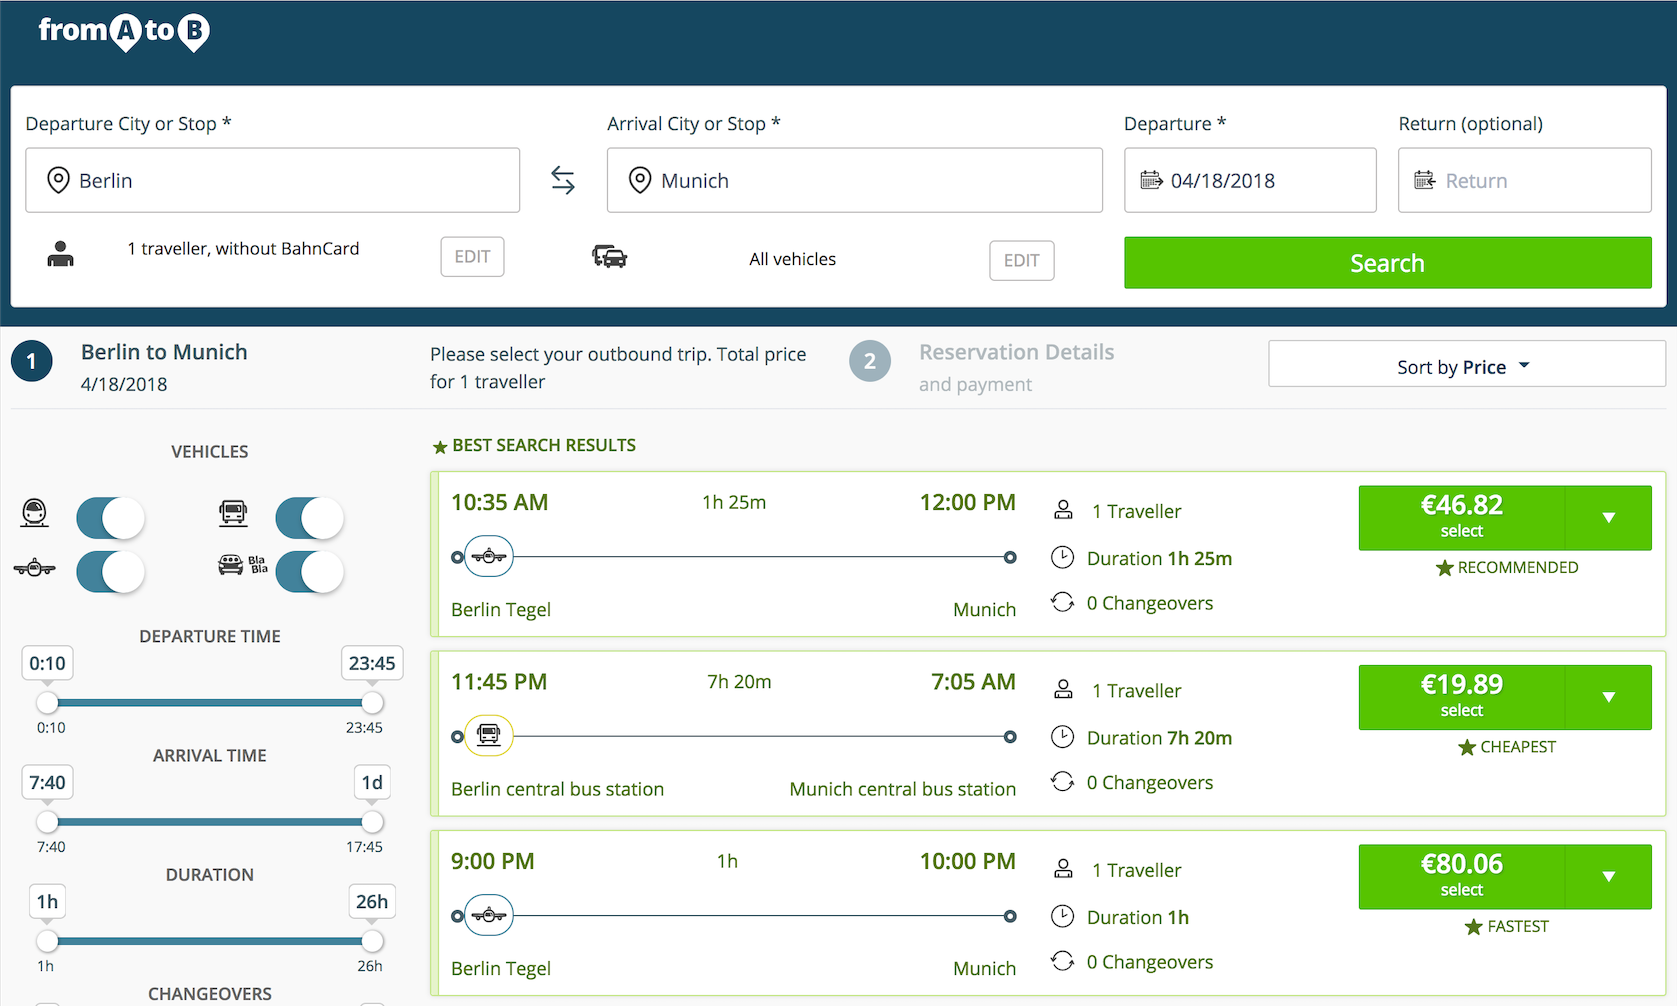 from A to B
Departure City or Stop *
Arrival City or Stop *
Departure *
Return (optional)
Berlin
Munich
04/18/2018
Return
1 traveller, without BahnCard
EDIT
All vehicles
EDIT
Search
1
Berlin to Munich
4/18/2018
Please select your outbound trip. Total price
for 1 traveller
2
Reservation Details
and payment
Sort by Price
VEHICLES
Bla
Bla
DEPARTURE TIME
0:10
23:45
0:10
23:45
ARRIVAL TIME
7:40
1d
7:40
17:45
DURATION
1h
26h
1h
26h
CHANGEOVERS
BEST SEARCH RESULTS
10:35 AM
1h 25m
12:00 PM
Berlin Tegel
Munich
1 Traveller
Duration 1h 25m
0 Changeovers
€46.82
select
RECOMMENDED
11:45 PM
7h 20m
7:05 AM
Berlin central bus station
Munich central bus station
1 Traveller
Duration 7h 20m
0 Changeovers
€19.89
select
CHEAPEST
9:00 PM
1h
10:00 PM
Berlin Tegel
Munich
1 Traveller
Duration 1h
0 Changeovers
€80.06
select
FASTEST